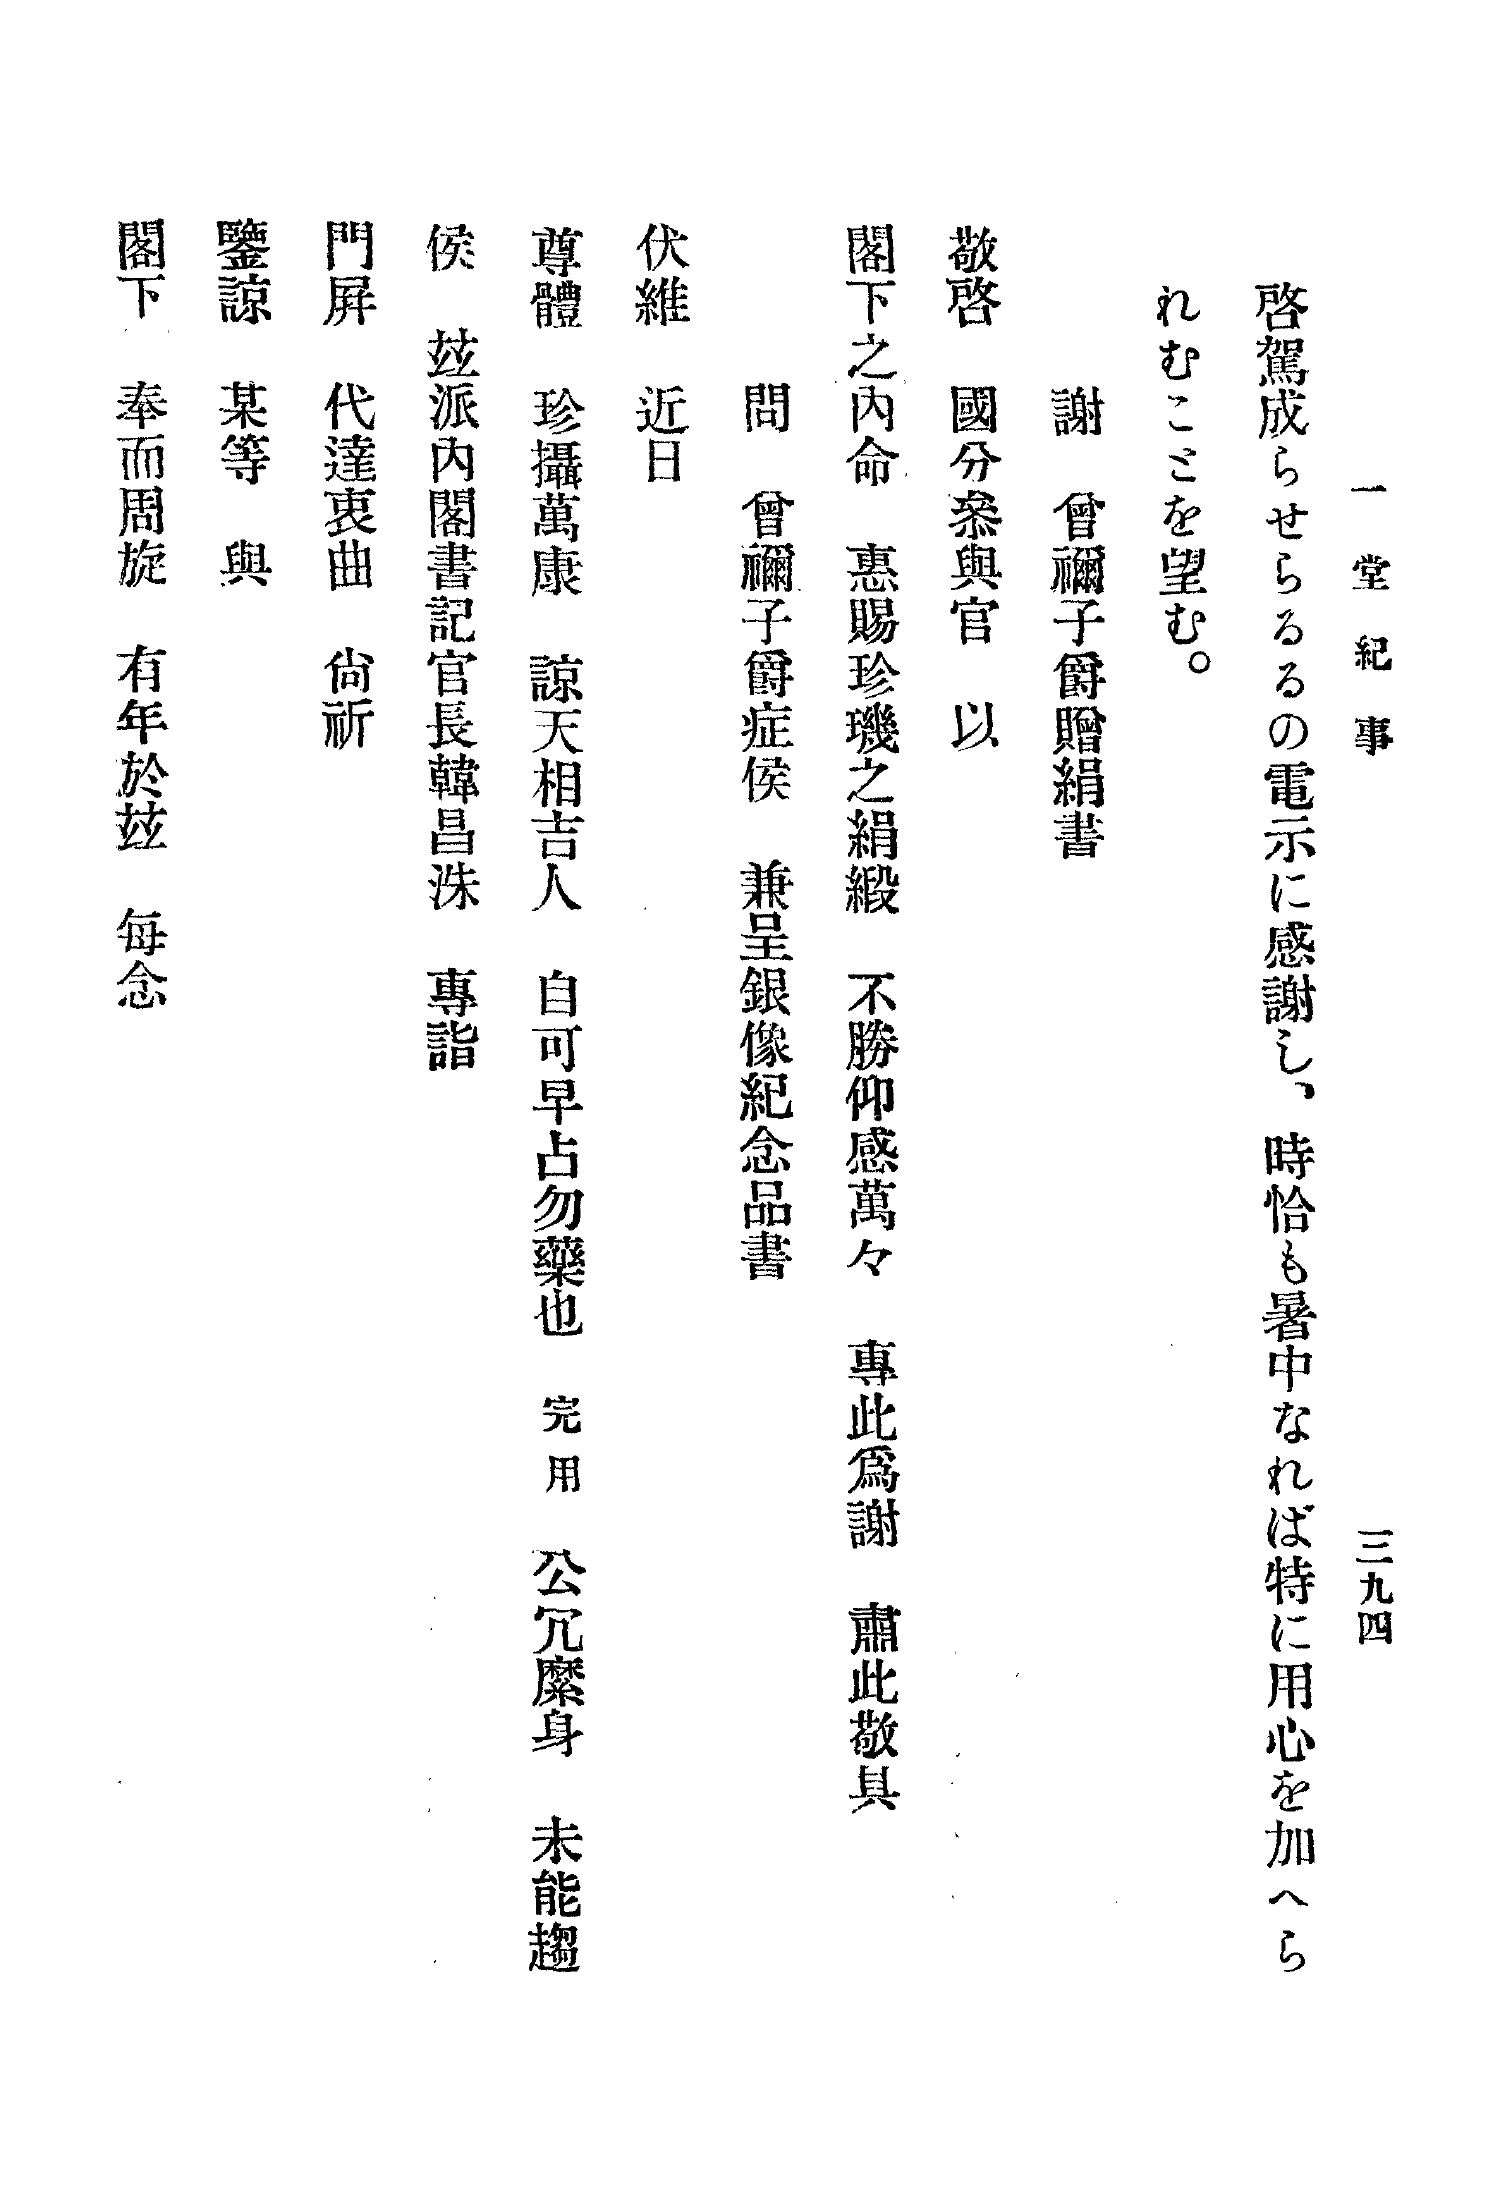 一堂紀事 三九四
啓駕成らせらるるの電示に感謝し、時恰も暑中なれば特に用心を加へら
れむことを望む。
謝 曾禰子爵贈絹書
敬啓 國分參與官 以
閣下之內命 惠賜珍璣之絹緞 不勝仰感萬々 專此爲謝 肅此敬具
問 曾禰子爵症侯 兼呈銀像紀念品書
伏維 近日
尊體 珍攝萬康 諒天相吉人 自可早占勿藥也 完用 公冗縻身 未能趨
侯 玆派內閣書記官長韓昌洙 專詣
門屛 代達衷曲 尙祈
鑒諒 某等 與
閣下 奉而周旋 有年於玆 每念